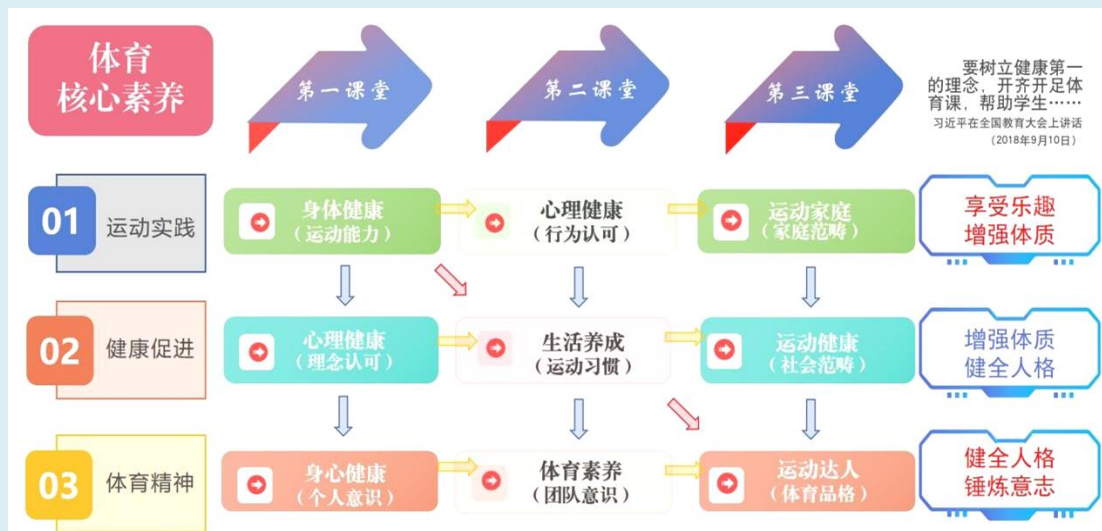 体育
核心素养
第一课堂
第二课堂
第三课堂
要树立健康第一
的理念，开齐开足体
育课，帮助学生……
习近平在全国教育大会上讲话
（2018年9月10日）
01
运动实践
身体健康
（运动能力）
心理健康
（行为认可）
运动家庭
（家庭范畴）
享受乐趣
增强体质
02
健康促进
心理健康
（理念认可）
生活养成
（运动习惯）
运动健康
（社会范畴）
增强体质
健全人格
03
体育精神
身心健康
（个人意识）
体育素养
（团队意识）
运动达人
（体育品格）
健全人格
锤炼意志